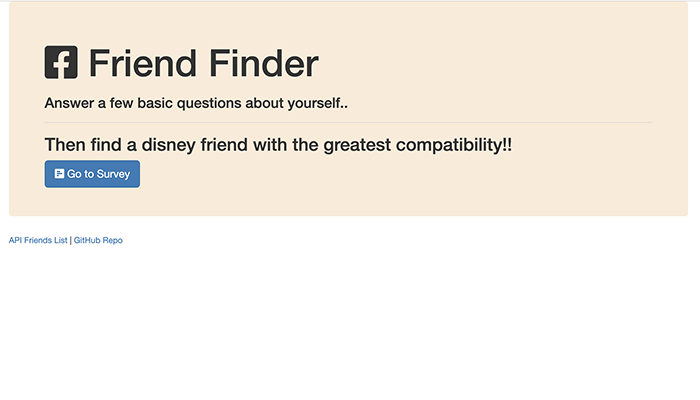 Friend Finder
Answer a few basic questions about yourself..
Then find a disney friend with the greatest compatibility!!
Go to Survey
API Friends List | GitHub Repo